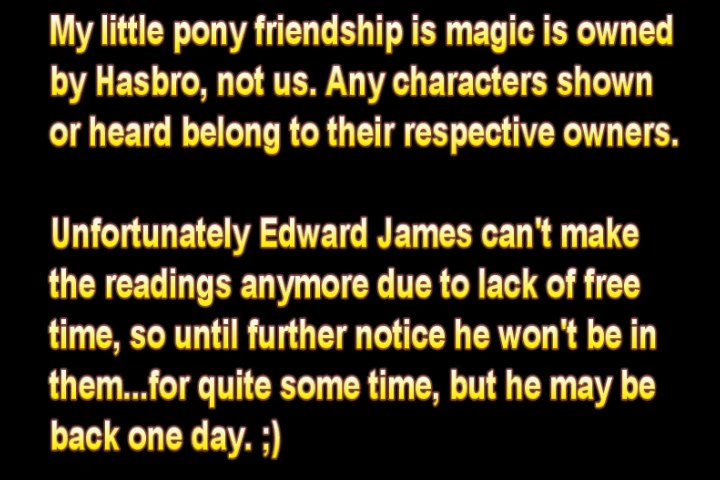 My little pony friendship is magic is owned
by Hasbro, not us. Any characters shown
or heard belong to their respective owners.
Unfortunately Edward James can't make
the readings anymore due to lack of free
time, so until further notice he won't be in
them...for quite some time, but he may be
back one day. ;)